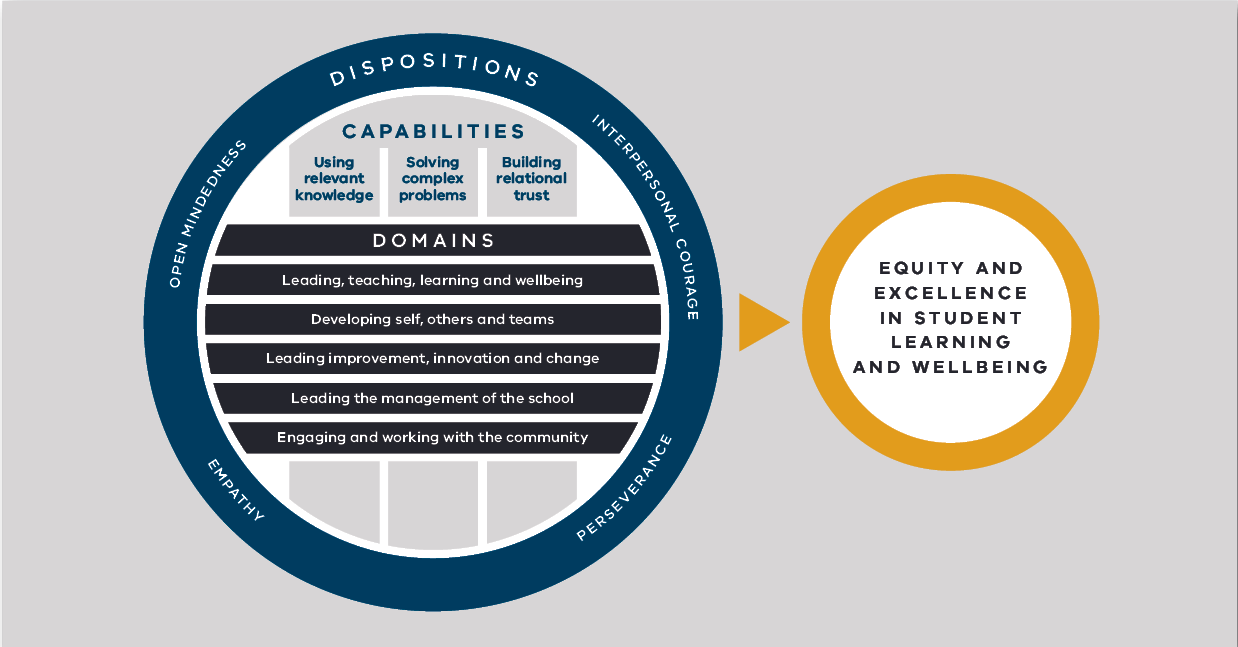 DISPOSITIONS
OPEN MINDEDNESS
INTERPERSONAL COURAGE
EMPATHY
PERSEVERANCE
CAPABILITIES
Using
relevant
knowledge
Solving
complex
problems
Building
relational
trust
DOMAINS
Leading, teaching, learning and wellbeing
Developing self, others and teams
Leading improvement, innovation and change
Leading the management of the school
Engaging and working with the community
EQUITY AND
EXCELLENCE
IN STUDENT
LEARNING
AND WELLBEING